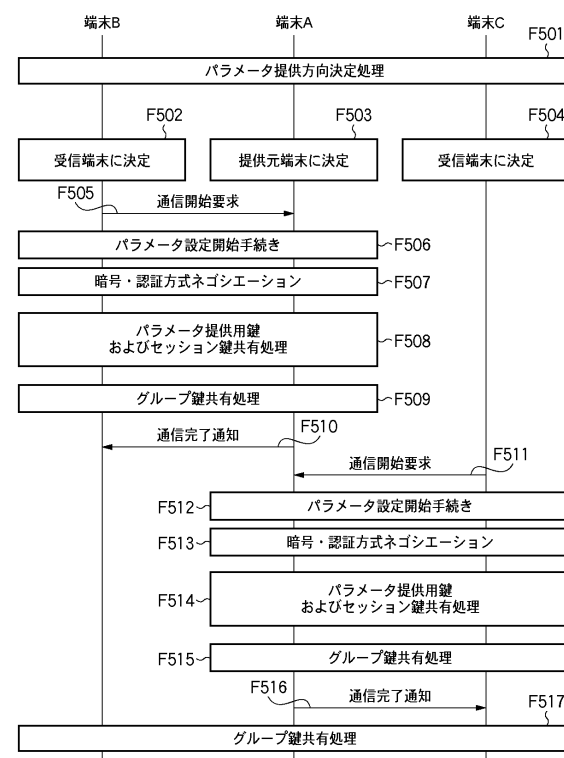 端末B 端末A 端末C
F501
パラメータ提供方向決定処理
F502 F503 F504
受信端末に決定 提供元端末に決定 受信端末に決定
F505 通信開始要求
パラメータ設定開始手続き F506
暗号・認証方式ネゴシエーション F507
パラメータ提供用鍵
およびセッション鍵共有処理 F508
グループ鍵共有処理 F509
通信完了通知 F510
通信開始要求 F511
F512 パラメータ設定開始手続き
F513 暗号・認証方式ネゴシエーション
パラメータ提供用鍵
F514 およびセッション鍵共有処理
F515 グループ鍵共有処理
F516 通信完了通知
F517
グループ鍵共有処理